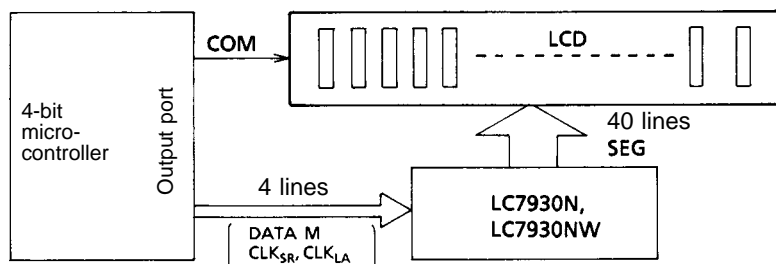 4-bit
micro-
controller
Output port
COM
LCD
40 lines
SEG
4 lines
DATA M
CLKSR, CLKLA
LC7930N,
LC7930NW